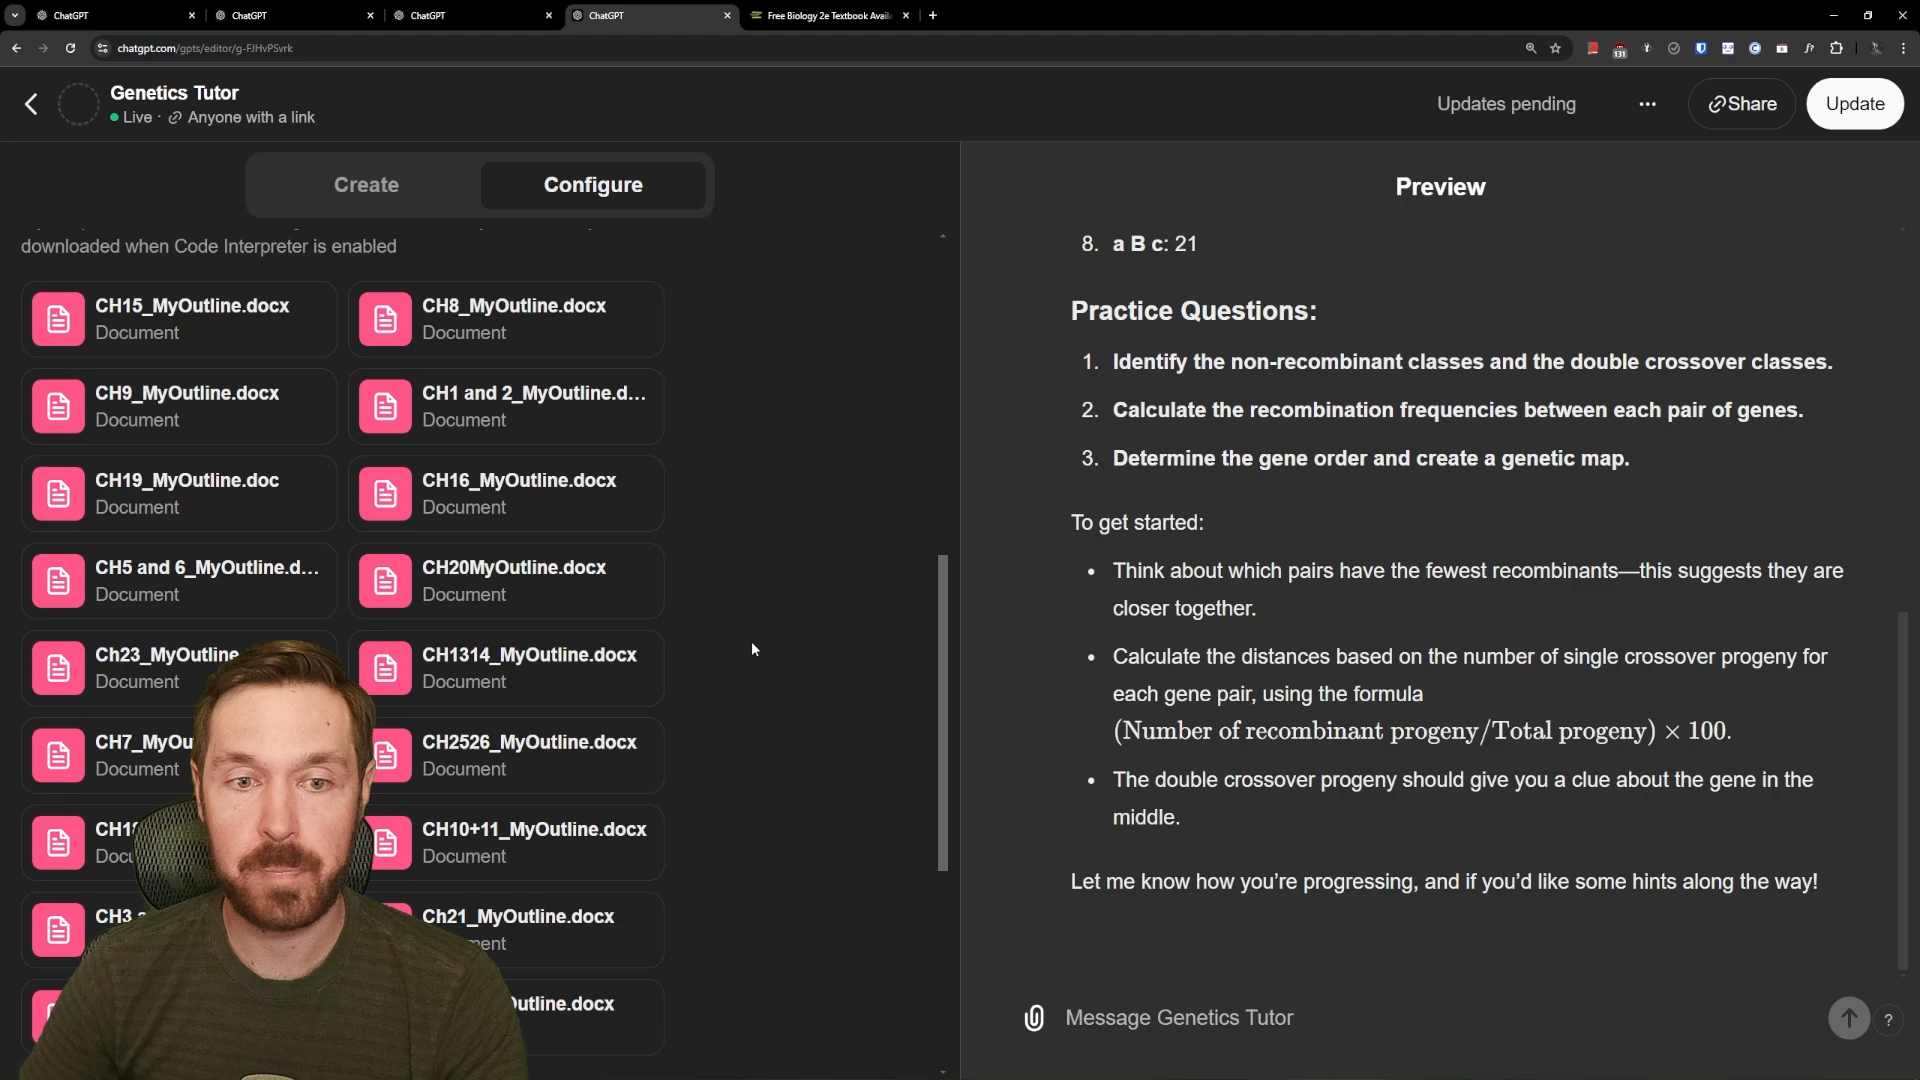 ChatGPT
ChatGPT
ChatGPT
ChatGPT
Free Biology 2e Textbook Avail
chatgpt.com/gpts/editor/g-FJHvPSvrk
131
f?
Genetics Tutor
Live · Anyone with a link
Updates pending
Share
Update
Create
Configure
Preview
downloaded when Code Interpreter is enabled
CH15_MyOutline.docx
Document
CH8_MyOutline.docx
Document
CH9_MyOutline.docx
Document
CH1 and 2_MyOutline.d...
Document
CH19_MyOutline.doc
Document
CH16_MyOutline.docx
Document
CH5 and 6_MyOutline.d...
Document
CH20MyOutline.docx
Document
Ch23_MyOutline
Document
CH1314_MyOutline.docx
Document
CH7_MyOu
Document
CH2526_MyOutline.docx
Document
CH18
Docu
CH10+11_MyOutline.docx
Document
CH3 a
Ch21_MyOutline.docx
ment
Outline.docx
8. a B c: 21
Practice Questions:
1. Identify the non-recombinant classes and the double crossover classes.
2. Calculate the recombination frequencies between each pair of genes.
3. Determine the gene order and create a genetic map.
To get started:
• Think about which pairs have the fewest recombinants—this suggests they are
closer together.
• Calculate the distances based on the number of single crossover progeny for
each gene pair, using the formula
(Number of recombinant progeny/Total progeny) × 100.
• The double crossover progeny should give you a clue about the gene in the
middle.
Let me know how you're progressing, and if you'd like some hints along the way!
Message Genetics Tutor
?